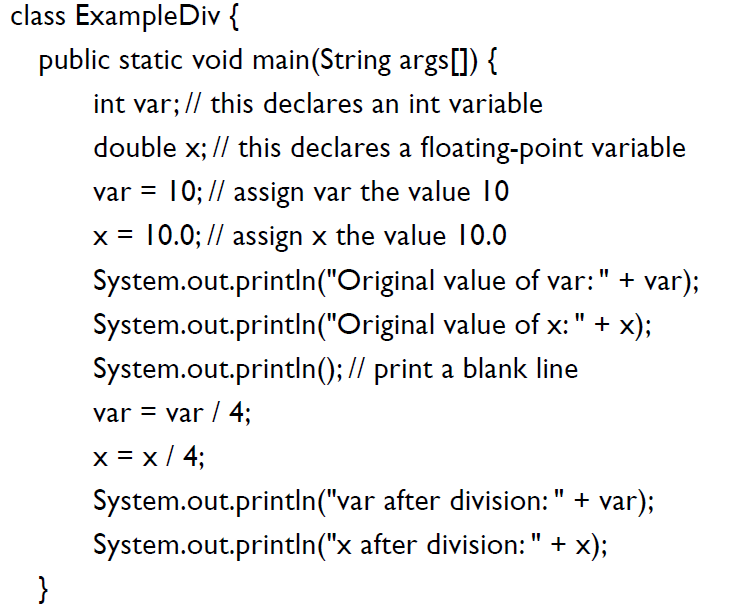 class ExampleDiv {
public static void main(String args[]) {
int var; // this declares an int variable
double x; // this declares a floating-point variable
var = 10; // assign var the value 10
x = 10.0; // assign x the value 10.0
System.out.println("Original value of var: " + var);
System.out.println("Original value of x: " + x);
System.out.println(); // print a blank line
var = var / 4;
x = x / 4;
System.out.println("var after division: " + var);
System.out.println("x after division: " + x);
}